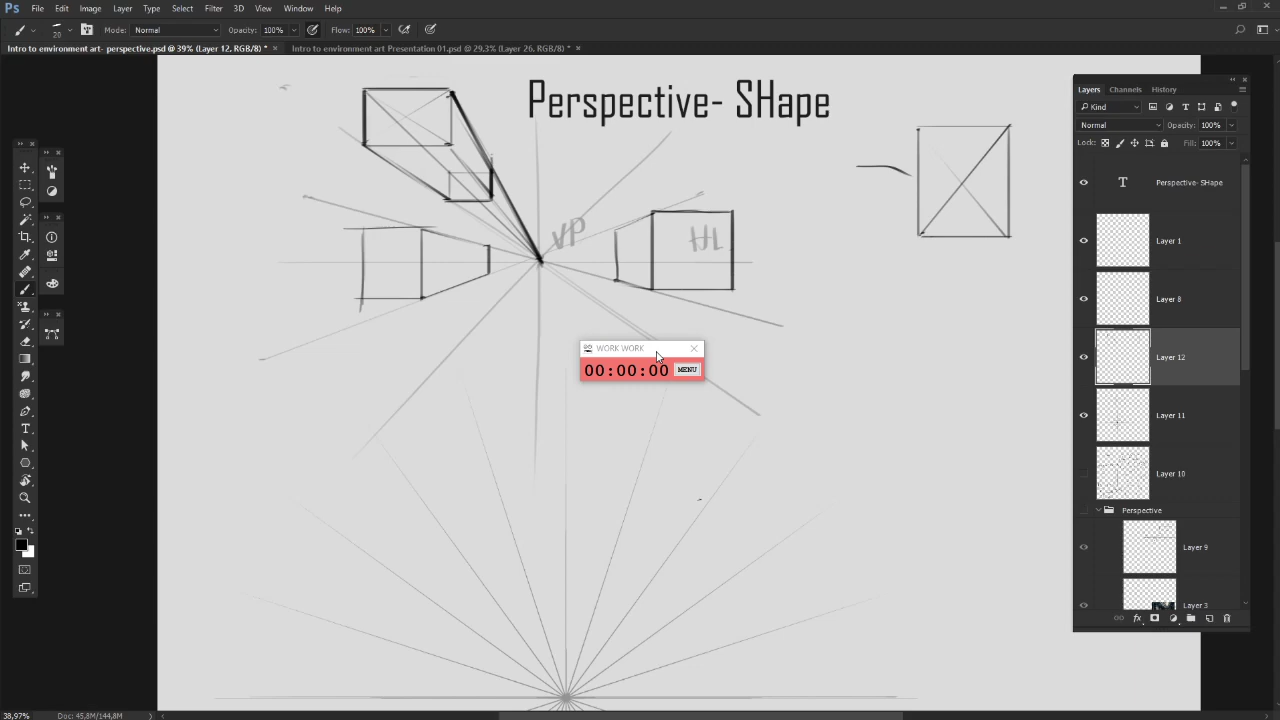 Ps File Edit Image Layer Type Select Filter 3D View Window Help
20 Mode: Normal Opacity: 100% Flow: 100%
Intro to environment art- perspective.psd @ 39% (Layer 12, RGB/8) * × Intro to environment art Presentation 01.psd @ 29,3% (Layer 26, RGB/8) * ×
Perspective- SHape
VP
HL
WORK WORK
00:00:00 MENU
Layers Channels History
Kind
Normal Opacity: 100%
Lock: Fill: 100%
T Perspective- SHape
Layer 1
Layer 8
Layer 12
Layer 11
Layer 10
Perspective
Layer 9
Layer 3
fx
38,97% Doc: 45,8M/144,8M